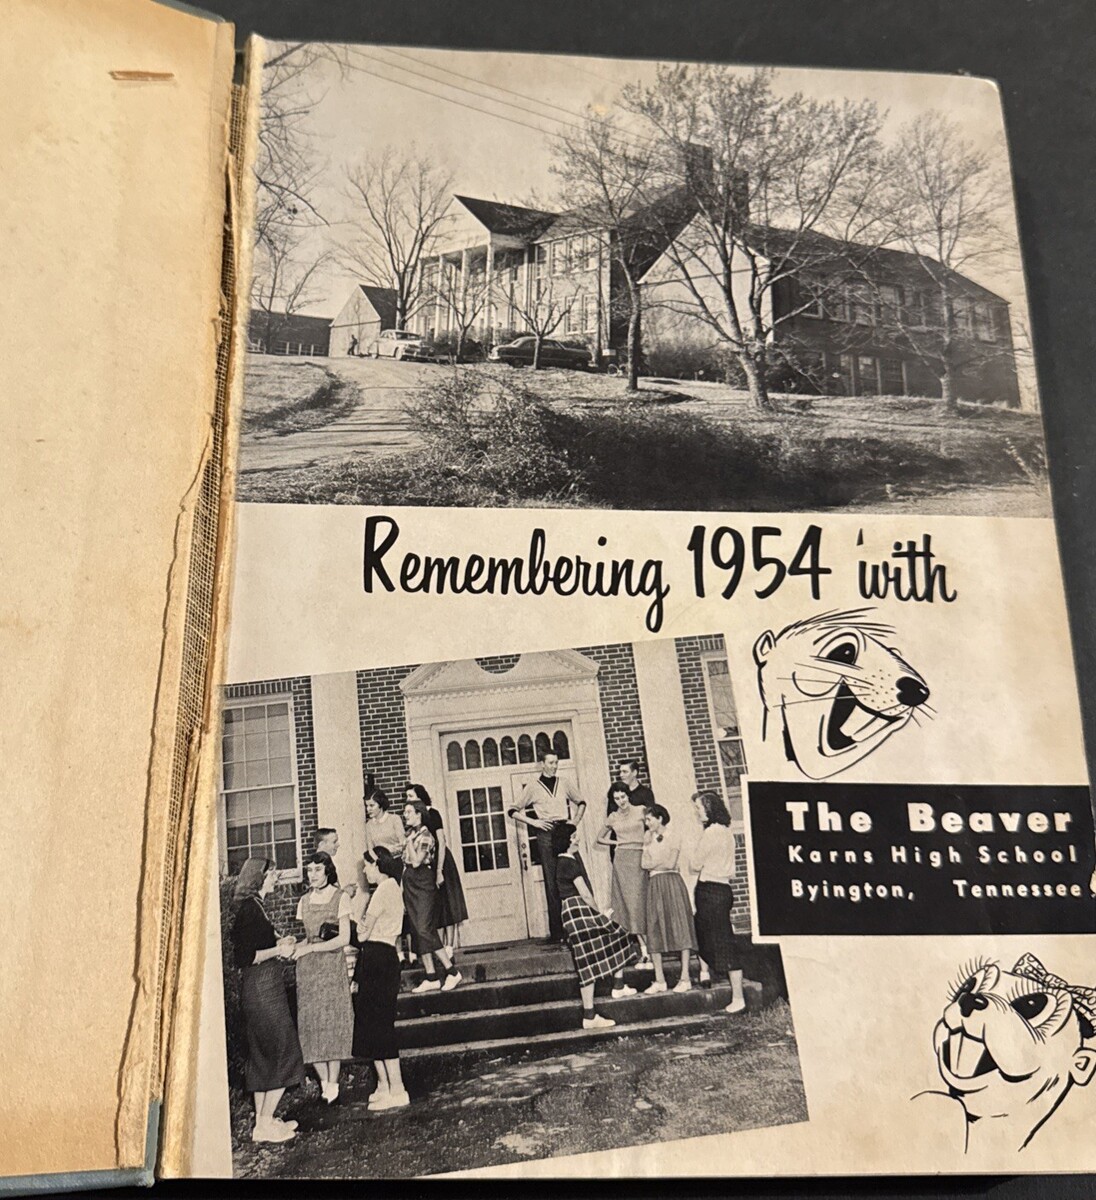 Remembering 1954 with
The Beaver
Karns High School
Byington, Tennessee